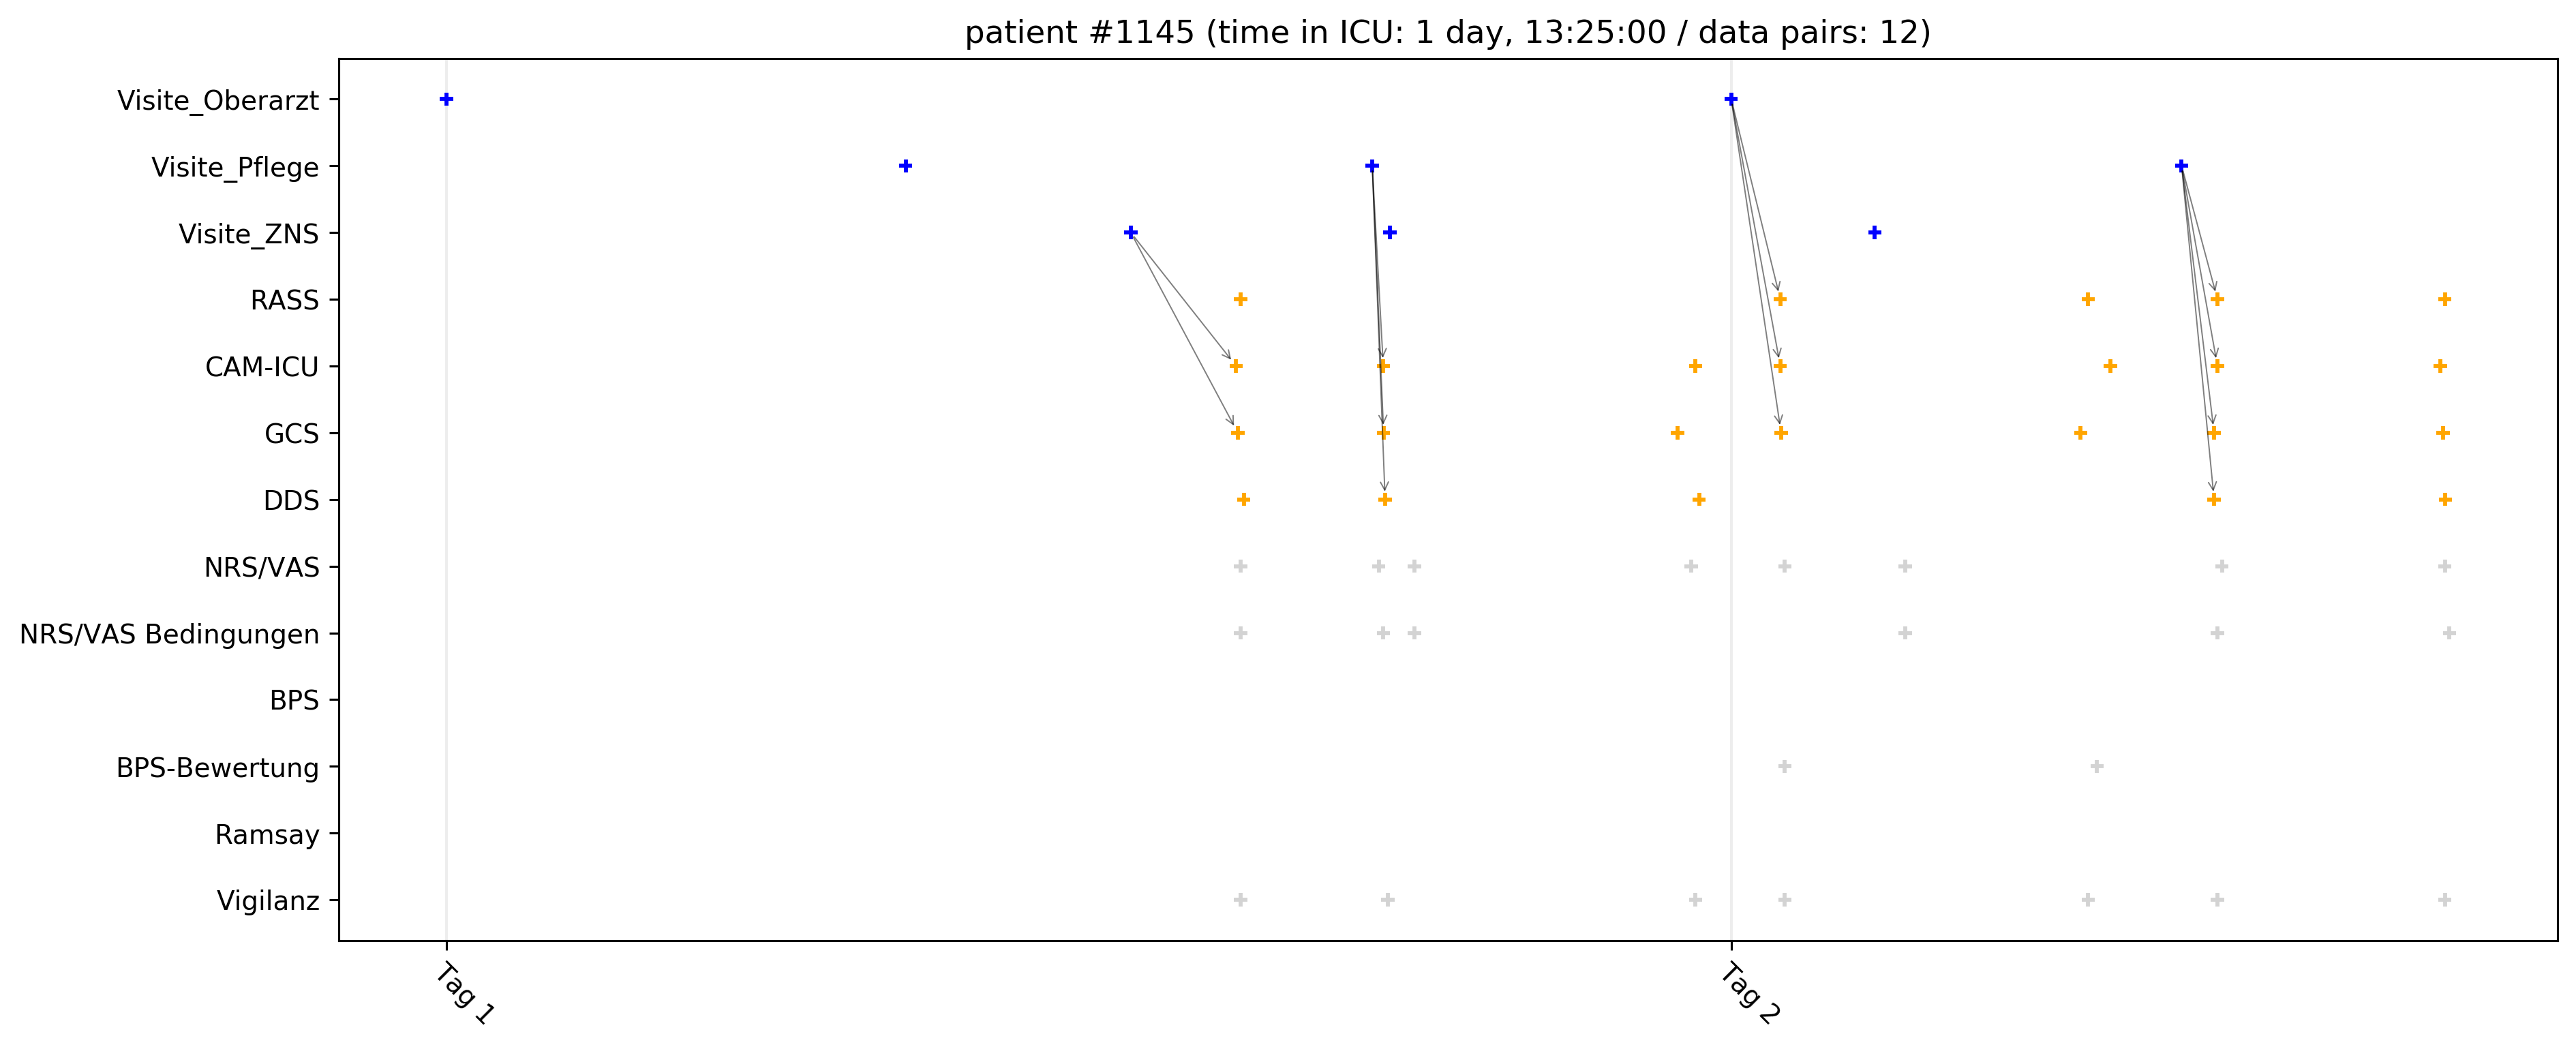 patient #1145 (time in ICU: 1 day, 13:25:00 / data pairs: 12)
Visite_Oberarzt
Visite_Pflege
Visite_ZNS
RASS
CAM-ICU
GCS
DDS
NRS/VAS
NRS/VAS Bedingungen
BPS
BPS-Bewertung
Ramsay
Vigilanz
Tag 1
Tag 2